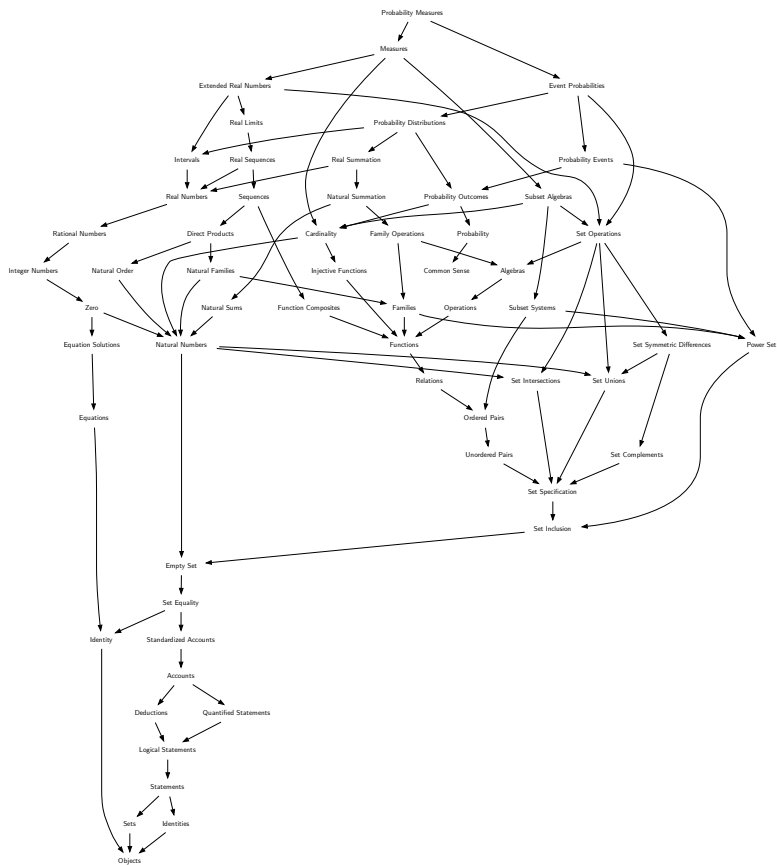 Probability Measures
Measures
Extended Real Numbers
Event Probabilities
Real Limits
Probability Distributions
Intervals
Real Sequences
Real Summation
Probability Events
Real Numbers
Sequences
Natural Summation
Probability Outcomes
Subset Algebras
Rational Numbers
Direct Products
Cardinality
Family Operations
Probability
Set Operations
Integer Numbers
Natural Order
Natural Families
Injective Functions
Common Sense
Algebras
Zero
Natural Sums
Function Composites
Families
Operations
Subset Systems
Equation Solutions
Natural Numbers
Functions
Set Symmetric Differences
Power Set
Relations
Set Intersections
Set Unions
Equations
Ordered Pairs
Unordered Pairs
Set Complements
Set Specification
Set Inclusion
Empty Set
Set Equality
Identity
Standardized Accounts
Accounts
Deductions
Quantified Statements
Logical Statements
Statements
Sets
Identities
Objects